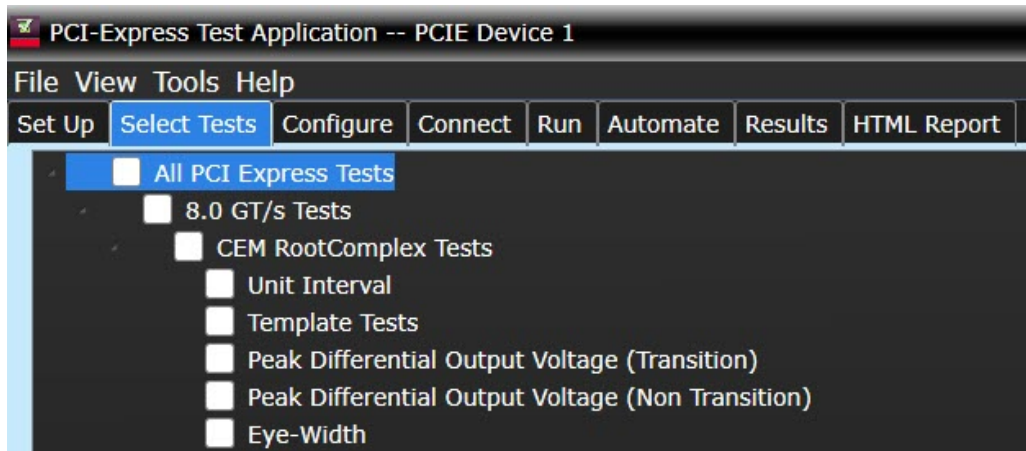 PCI-Express Test Application -- PCIE Device 1
File View Tools Help
Set Up Select Tests Configure Connect Run Automate Results HTML Report
All PCI Express Tests
8.0 GT/s Tests
CEM RootComplex Tests
Unit Interval
Template Tests
Peak Differential Output Voltage (Transition)
Peak Differential Output Voltage (Non Transition)
Eye-Width